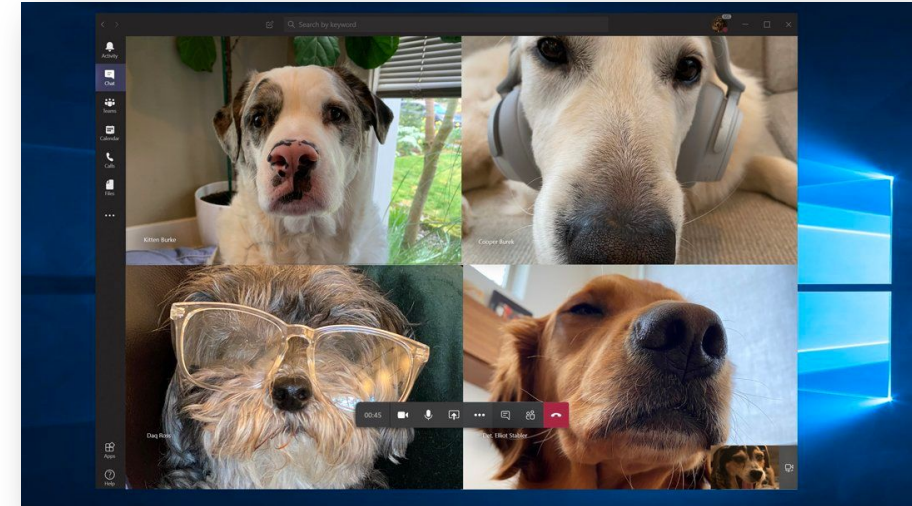 Search by keyword
Activity
Chat
Teams
Calendar
Calls
Files
Kitten Burke
Cooper Bundt
00:45
Daq Ross
Det. Elliot Stabler
Apps
Help